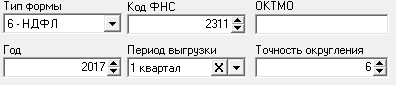 Тип формы Код ФНС ОКТМО
6 - НДФЛ 2311
Год Период выгрузки Точность округления
2017 1 квартал X 6